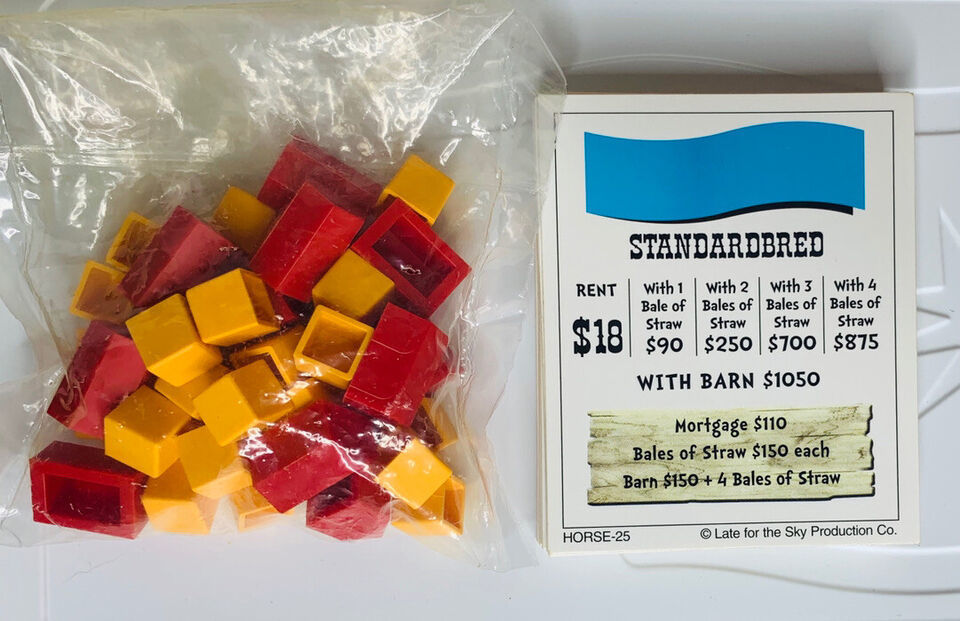 STANDARDBRED
RENT
$18
With 1
Bale of
Straw
$90
With 2
Bales of
Straw
$250
With 3
Bales of
Straw
$700
With 4
Bales of
Straw
$875
WITH BARN $1050
Mortgage $110
Bales of Straw $150 each
Barn $150 + 4 Bales of Straw
HORSE-25
© Late for the Sky Production Co.